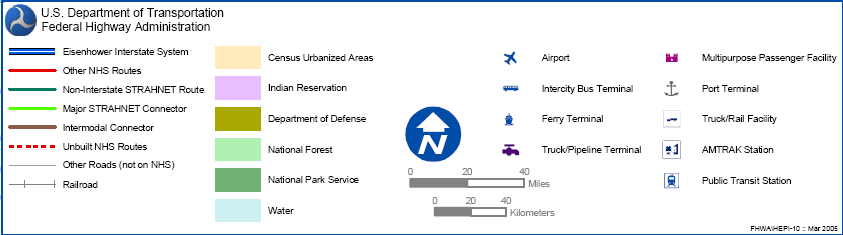 U.S. Department of Transportation
Federal Highway Administration
Eisenhower Interstate System
Other NHS Routes
Non-Interstate STRAHNET Route
Major STRAHNET Connector
Intermodal Connector
Unbuilt NHS Routes
Other Roads (not on NHS)
Railroad
Census Urbanized Areas
Indian Reservation
Department of Defense
National Forest
National Park Service
Water
N
20 0 20 40
Miles
20 0 20 40
Kilometers
Airport
Intercity Bus Terminal
Ferry Terminal
Truck/Pipeline Terminal
Multipurpose Passenger Facility
Port Terminal
Truck/Rail Facility
AMTRAK Station
Public Transit Station
FHWA\HEPI-10 :: Mar 2005